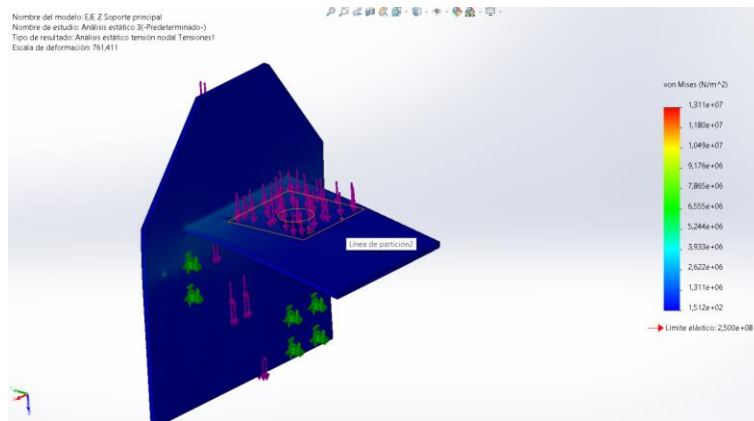 Nombre del modelo: EJE Z Soporte principal
Nombre de estudio: Análisis estático 3(-Predeterminado-)
Tipo de resultado: Análisis estático tensión nodal Tensiones1
Escala de deformación: 761,411
von Mises (N/m^2)
1,311e+07
1,180e+07
1,049e+07
9,176e+06
7,865e+06
6,555e+06
5,244e+06
3,933e+06
2,622e+06
1,311e+06
1,512e+02
Límite elástico: 2,500e+08
Línea de partición2